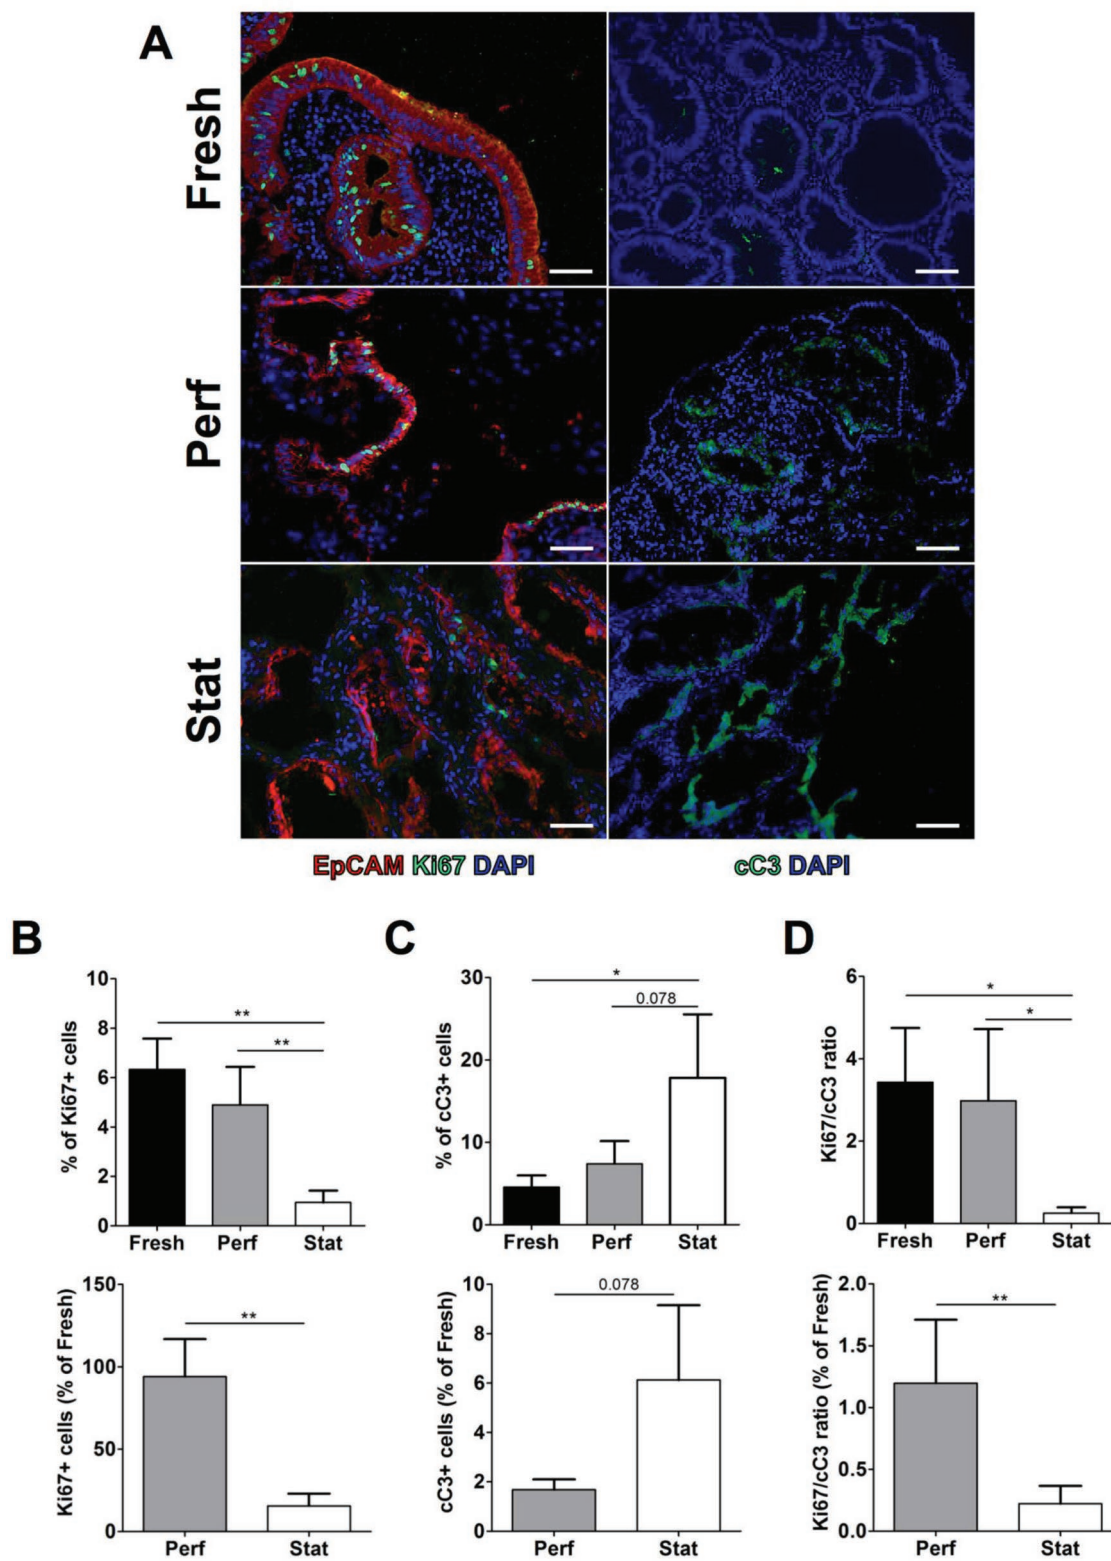 A
Fresh
Perf
Stat
EpCAM Ki67 DAPI
cC3 DAPI
B
% of Ki67+ cells
10
8
6
4
2
0
**
**
Fresh Perf Stat
Ki67+ cells (% of Fresh)
150
100
50
0
**
Perf Stat
C
% of cC3+ cells
30
20
10
0
*
0.078
Fresh Perf Stat
cC3+ cells (% of Fresh)
10
8
6
4
2
0
0.078
Perf Stat
D
Ki67/cC3 ratio
6
4
2
0
*
*
Fresh Perf Stat
Ki67/cC3 ratio (% of Fresh)
2.0
1.5
1.0
0.5
0.0
**
Perf Stat